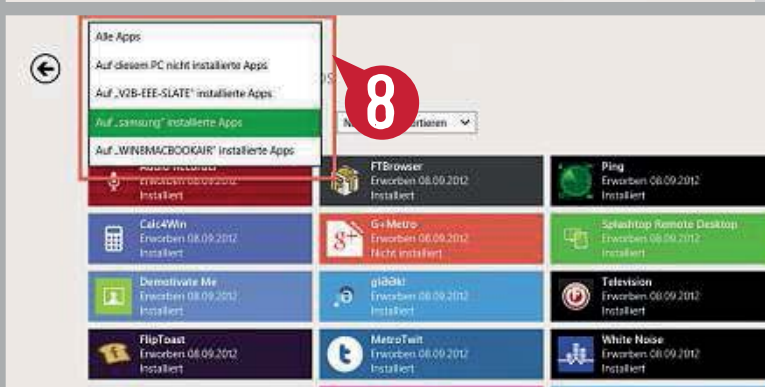 Alle Apps
Auf diesem PC nicht installierte Apps
Auf „V2B-EEE-SLATE" installierte Apps
Auf „samsung" installierte Apps
Auf „WIN8MACBOOKAIR" installierte Apps
8
sortieren
Audio Recorder
Erworben 08.09.2012
Installiert
FTBrowser
Erworben 08.09.2012
Installiert
Ping
Erworben 08.09.2012
Installiert
Calc4Win
Erworben 08.09.2012
Installiert
G+Metro
Erworben 08.09.2012
Nicht installiert
Splashtop Remote Desktop
Erworben 08.09.2012
Installiert
Demotivate Me
Erworben 08.09.2012
Installiert
Erworben 08.09.2012
Installiert
Television
Erworben 08.09.2012
Installiert
FlipToast
Erworben 08.09.2012
Installiert
MetroTwit
Erworben 08.09.2012
Installiert
White Noise
Erworben 08.09.2012
Installiert